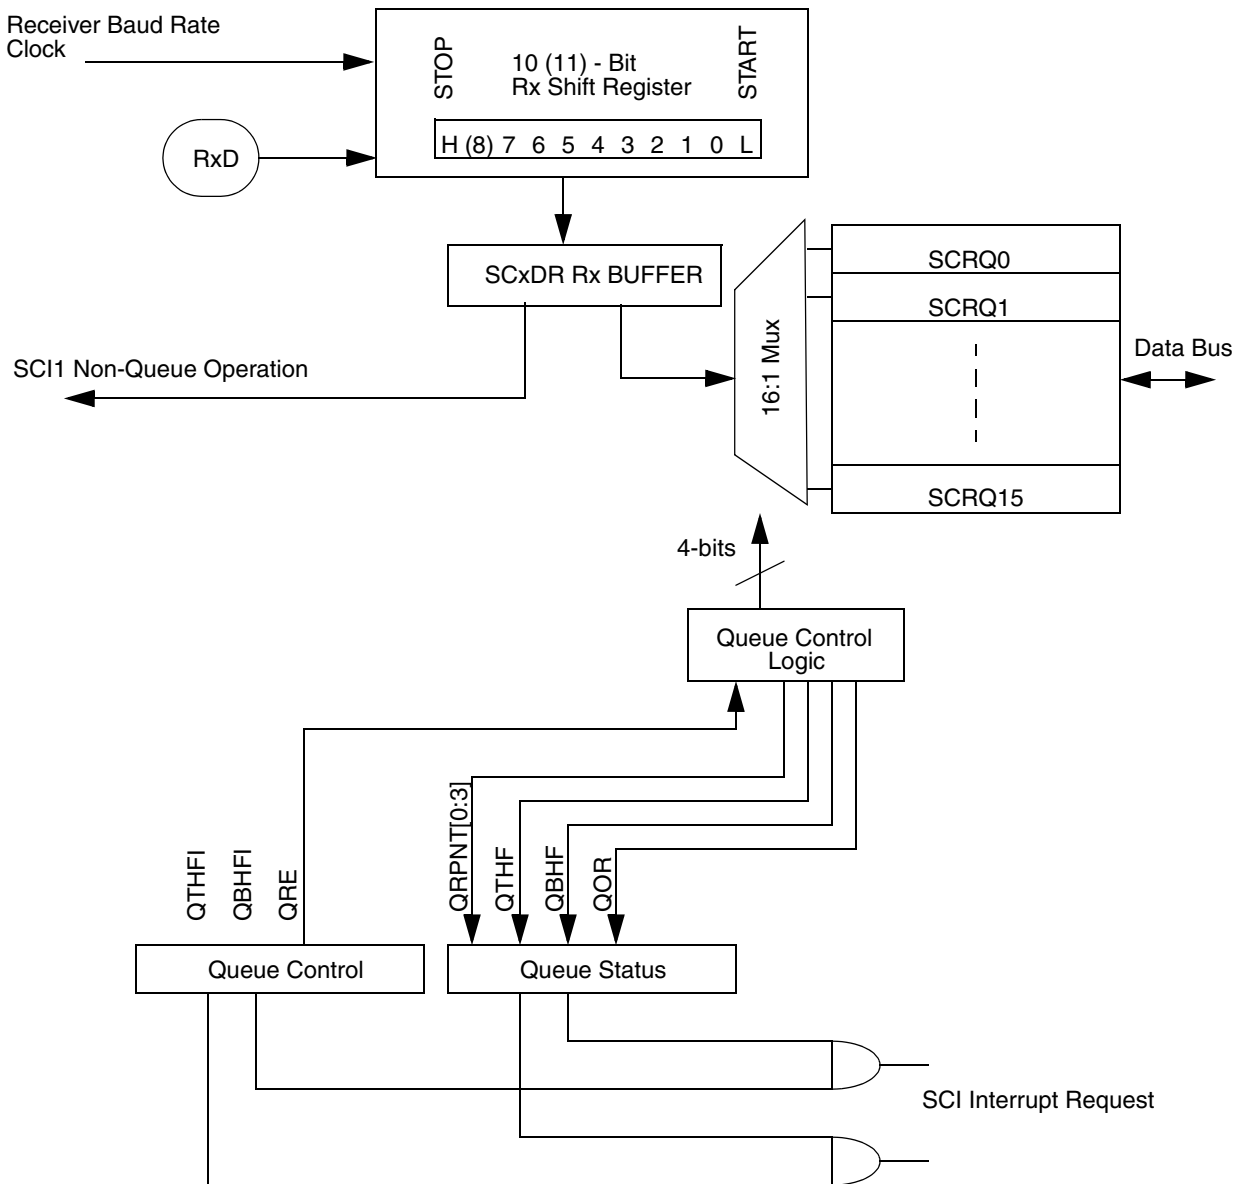 Receiver Baud Rate
Clock
STOP
10 (11) - Bit
Rx Shift Register
START
H (8) 7 6 5 4 3 2 1 0 L
RxD
SCxDR Rx BUFFER
SCI1 Non-Queue Operation
16:1 Mux
SCRQ0
SCRQ1
SCRQ15
Data Bus
4-bits
Queue Control
Logic
QTHFI
QBHFI
QRE
QRPNT[0:3]
QTHF
QBHF
QOR
Queue Control
Queue Status
SCI Interrupt Request